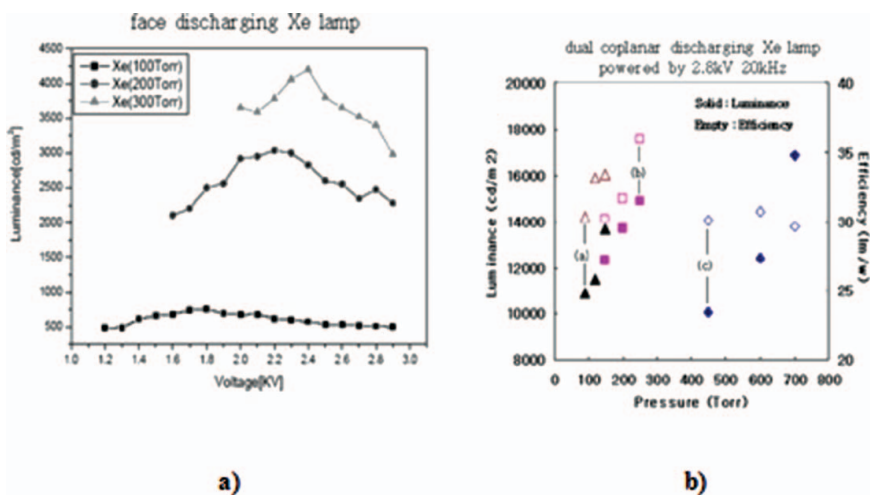 face discharging Xe lamp
4500
4000
3500
3000
2500
2000
1500
1000
500
Luminance[cd/m²]
Xe(100Torr)
Xe(200Torr)
Xe(300Torr)
1.0 1.2 1.4 1.6 1.8 2.0 2.2 2.4 2.6 2.8 3.0
Voltage[KV]
a)
dual coplanar discharging Xe lamp
powered by 2.8kV 20kHz
20000
18000
16000
14000
12000
10000
8000
Luminance (cd/m2)
Solid : Luminance
Empty : Efficiency
(a)
(b)
(c)
40
35
30
25
20
Efficiency (lm/w)
0 100 200 300 400 500 600 700 800
Pressure (Torr)
b)